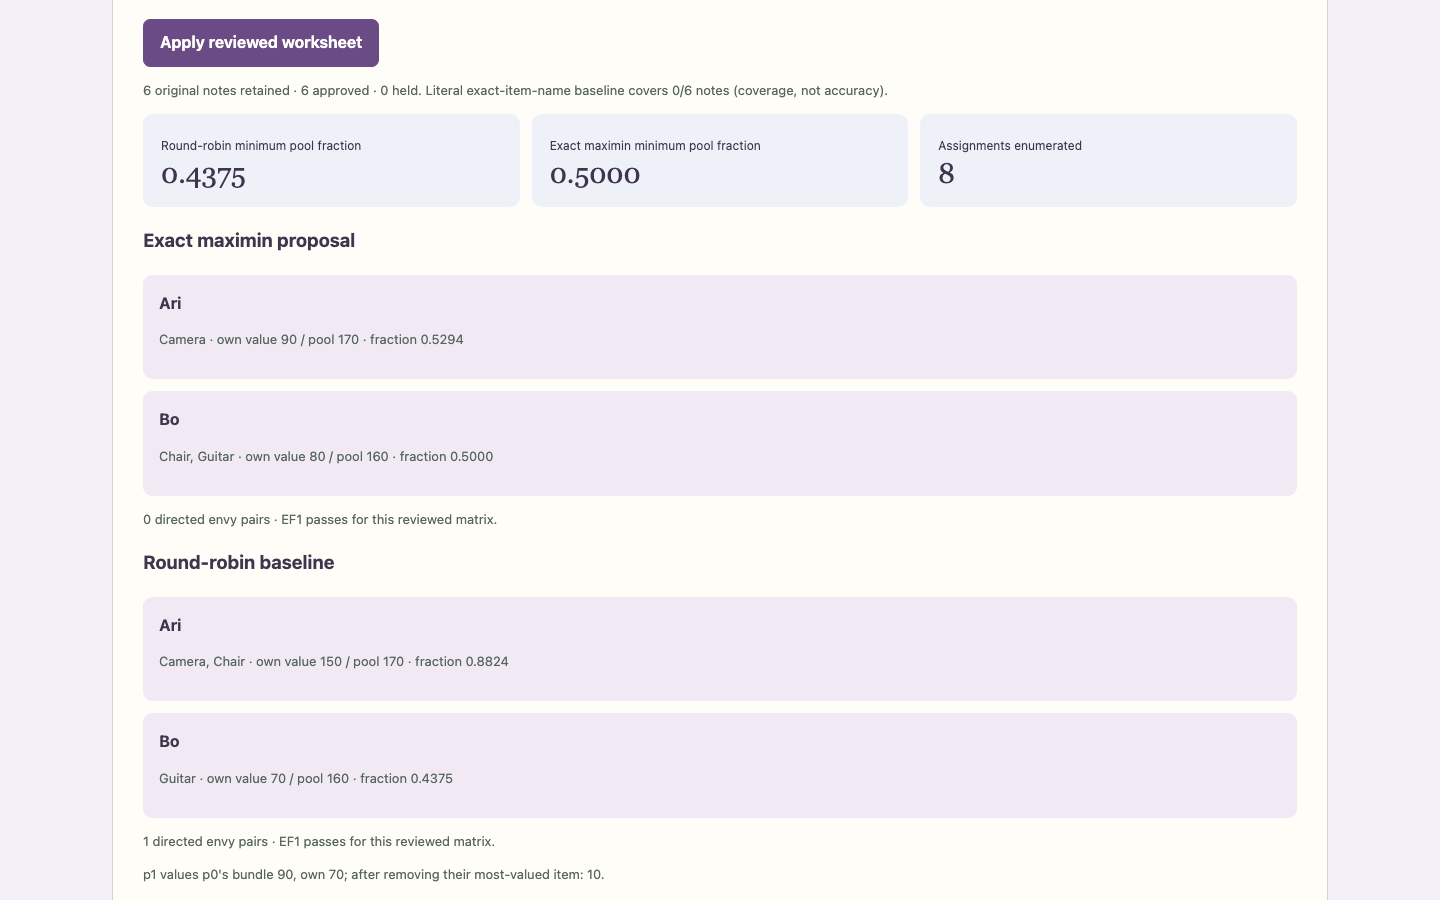 Apply reviewed worksheet
6 original notes retained · 6 approved · 0 held. Literal exact-item-name baseline covers 0/6 notes (coverage, not accuracy).
Round-robin minimum pool fraction
0.4375
Exact maximin minimum pool fraction
0.5000
Assignments enumerated
8
Exact maximin proposal
Ari
Camera · own value 90 / pool 170 · fraction 0.5294
Bo
Chair, Guitar · own value 80 / pool 160 · fraction 0.5000
0 directed envy pairs · EF1 passes for this reviewed matrix.
Round-robin baseline
Ari
Camera, Chair · own value 150 / pool 170 · fraction 0.8824
Bo
Guitar · own value 70 / pool 160 · fraction 0.4375
1 directed envy pairs · EF1 passes for this reviewed matrix.
p1 values p0's bundle 90, own 70; after removing their most-valued item: 10.